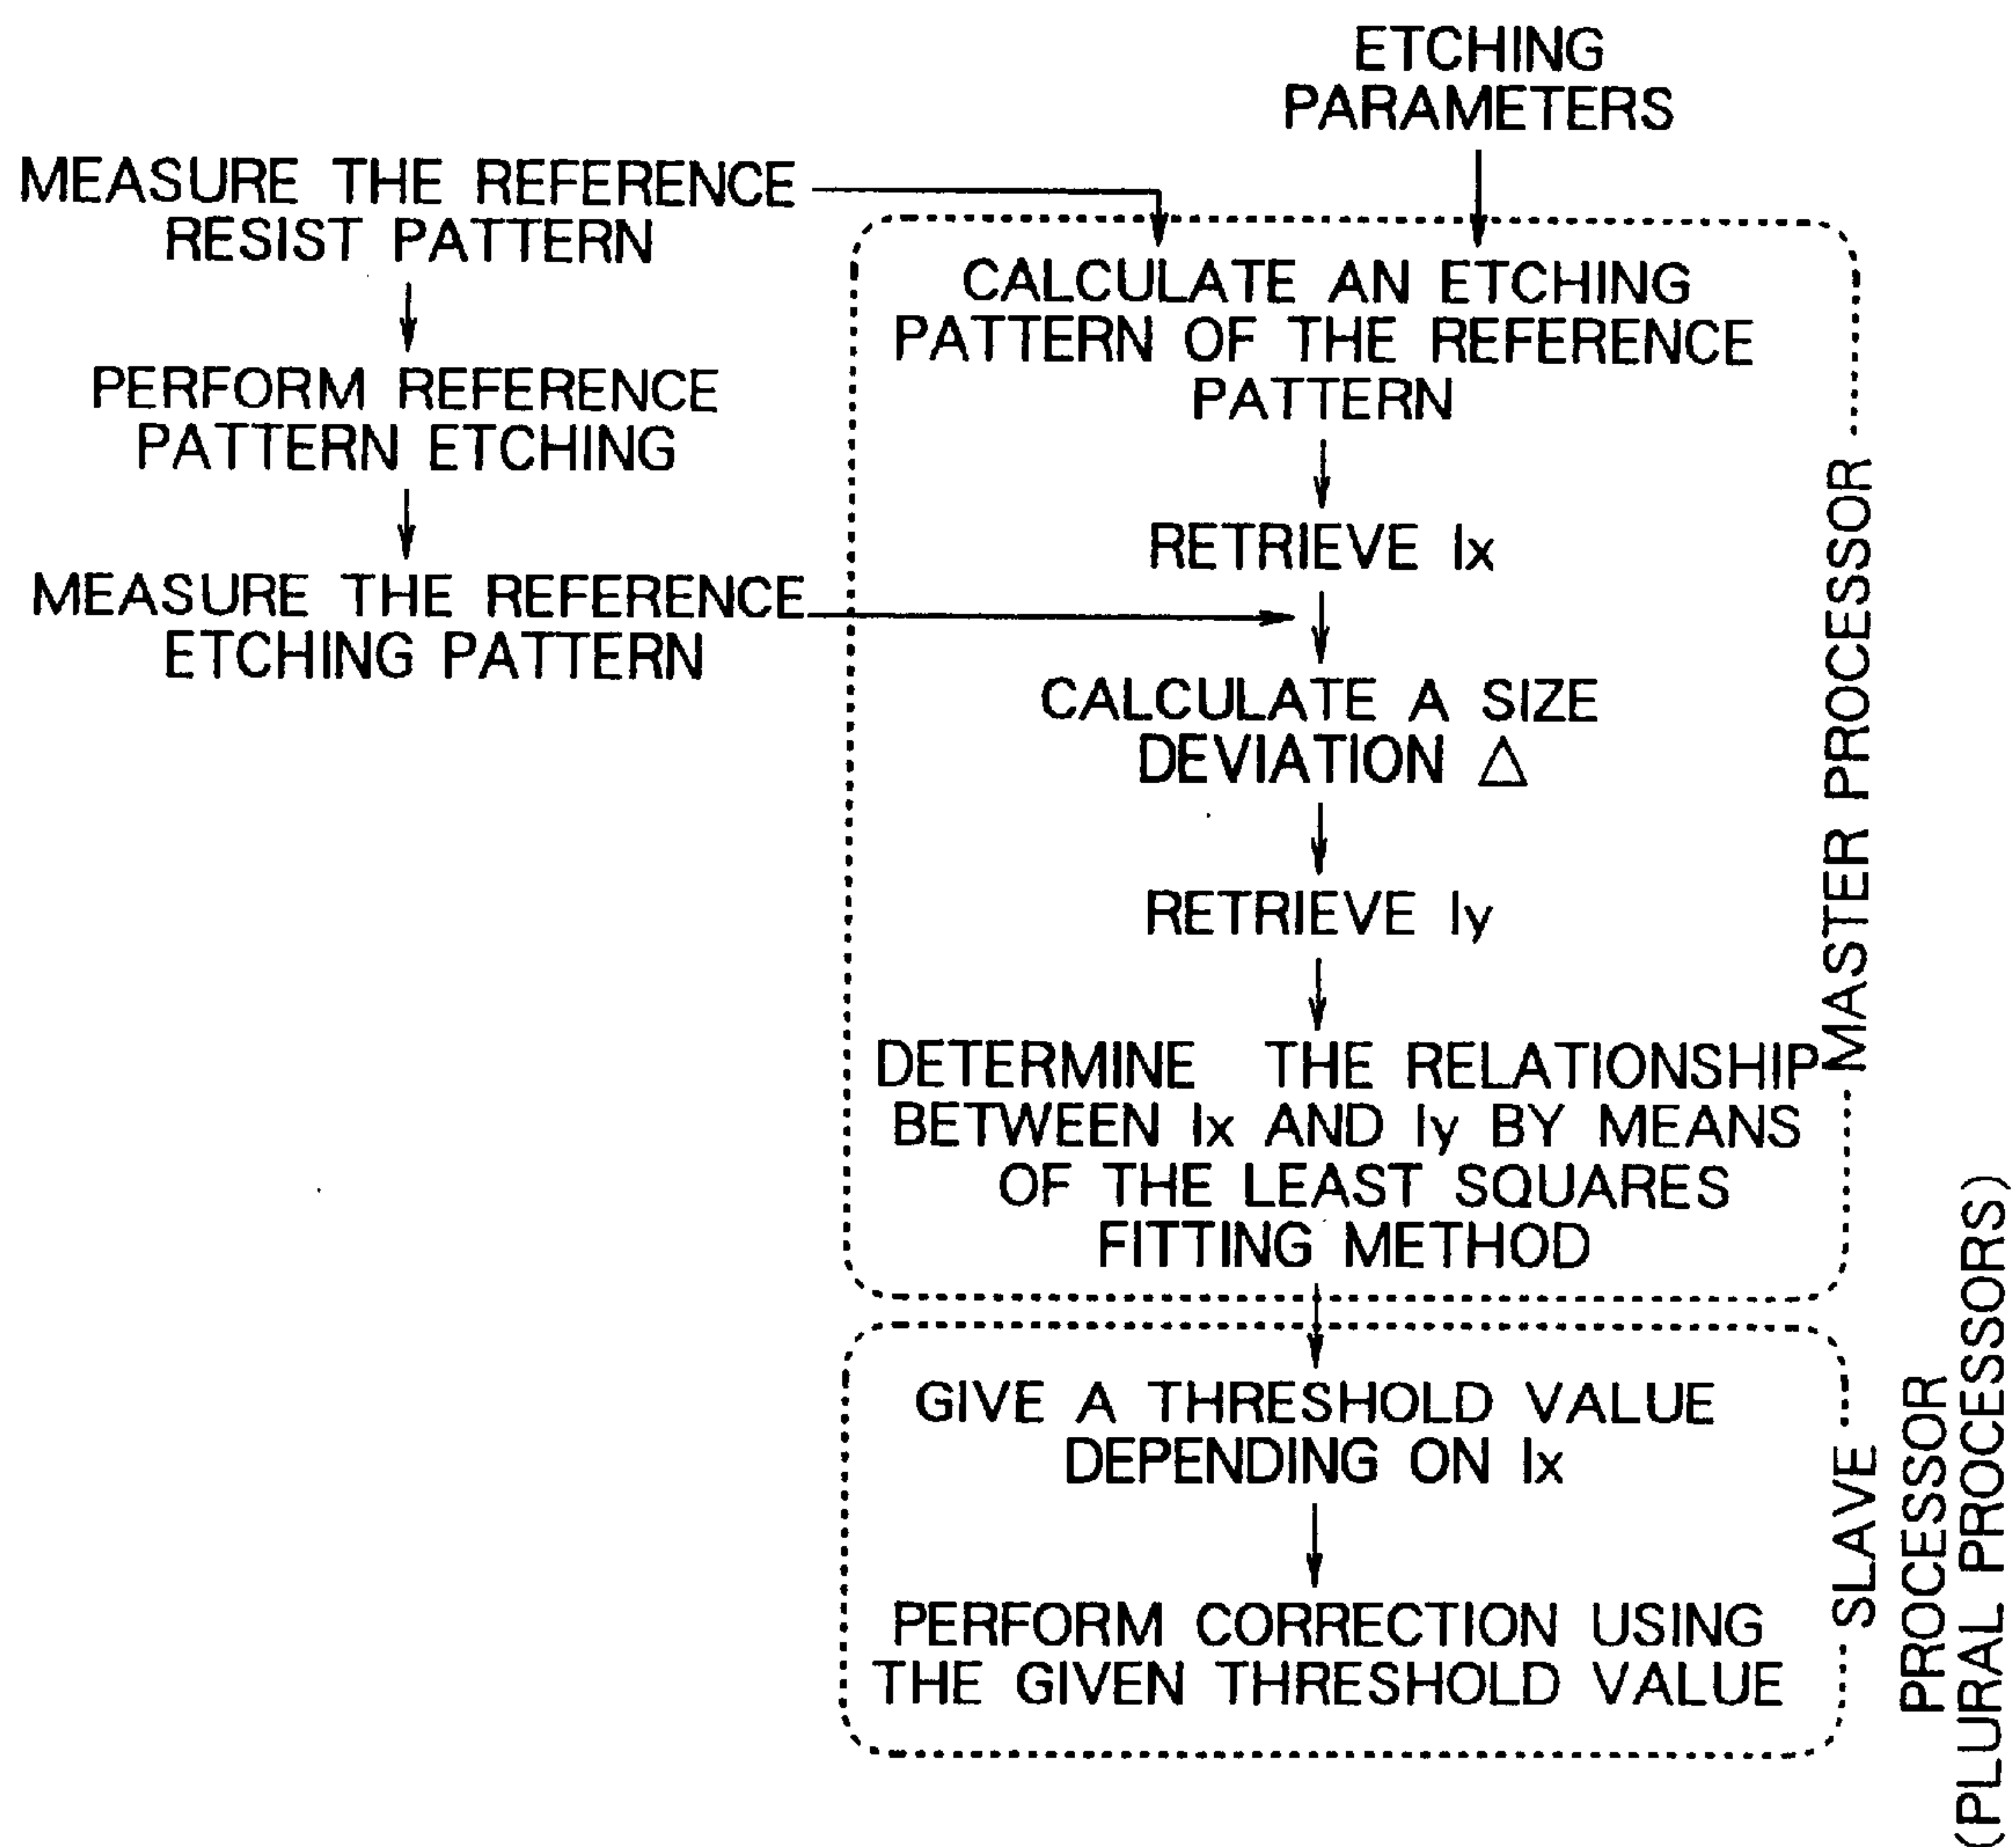 ETCHING
PARAMETERS
MEASURE THE REFERENCE
RESIST PATTERN
PERFORM REFERENCE
PATTERN ETCHING
MEASURE THE REFERENCE
ETCHING PATTERN
CALCULATE AN ETCHING
PATTERN OF THE REFERENCE
PATTERN
RETRIEVE Ix
CALCULATE A SIZE
DEVIATION △
RETRIEVE Iy
DETERMINE THE RELATIONSHIP
BETWEEN Ix AND Iy BY MEANS
OF THE LEAST SQUARES
FITTING METHOD
MASTER PROCESSOR
GIVE A THRESHOLD VALUE
DEPENDING ON Ix
PERFORM CORRECTION USING
THE GIVEN THRESHOLD VALUE
SLAVE
PROCESSOR
(PLURAL PROCESSORS)